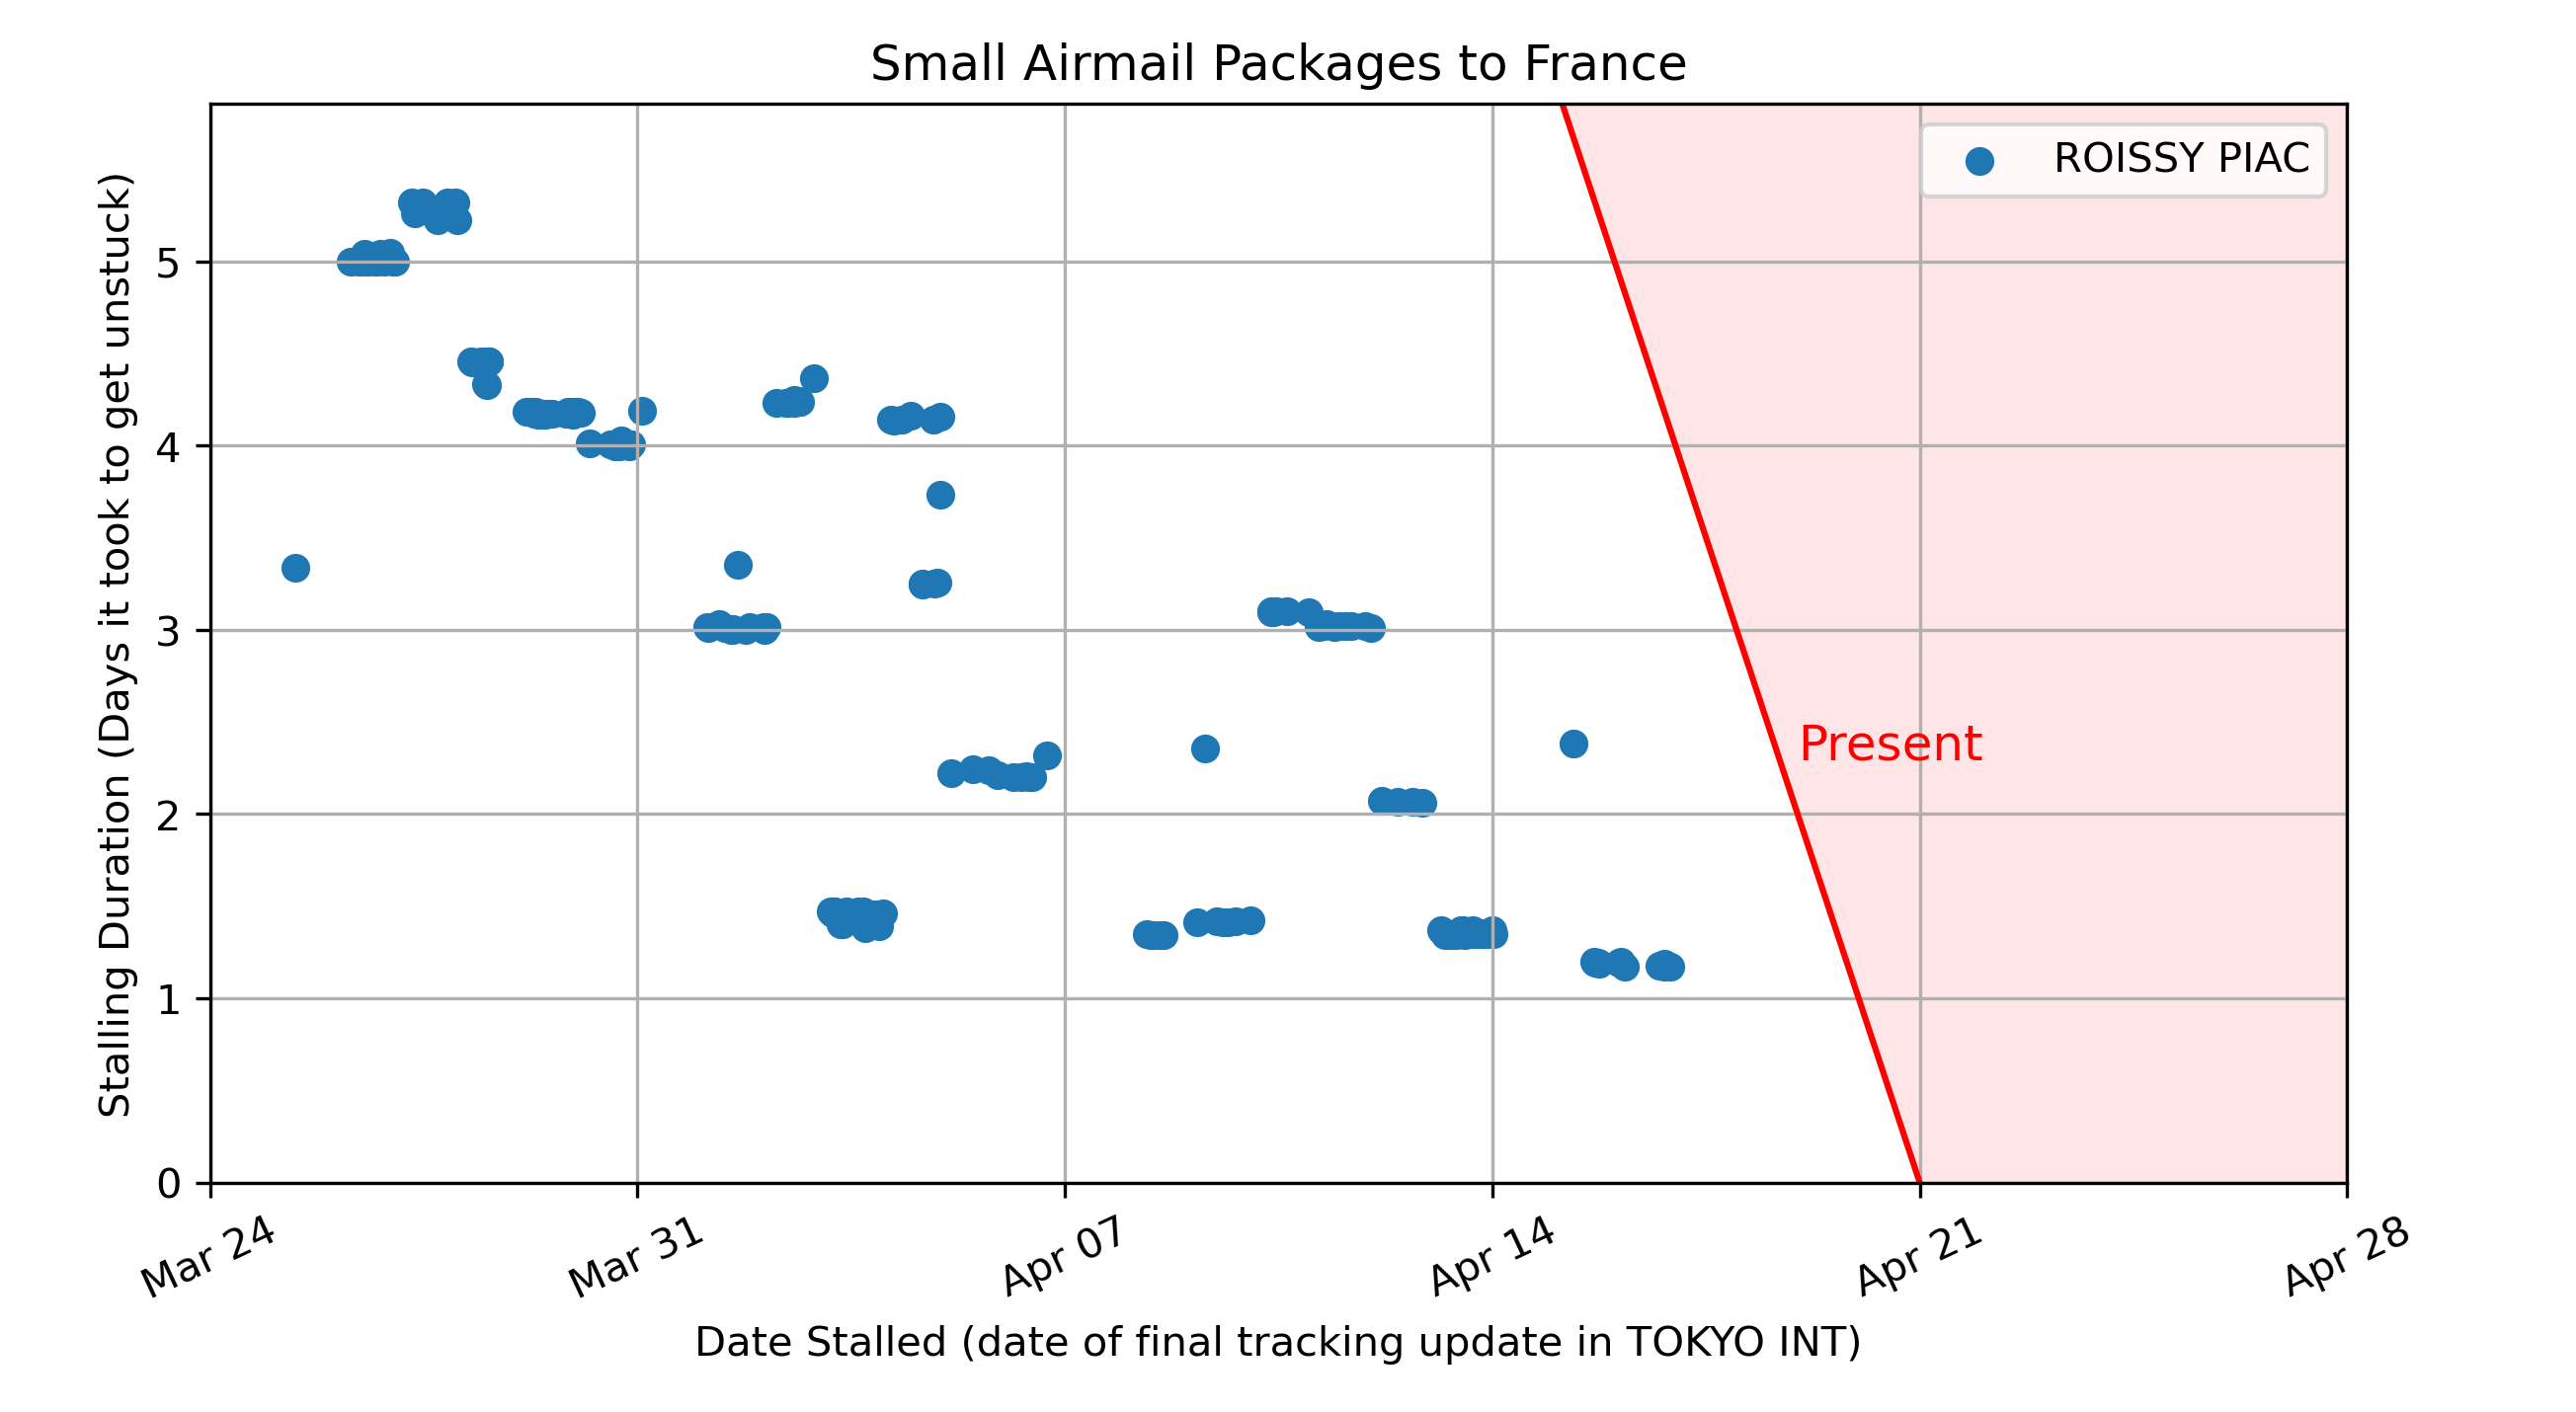 Small Airmail Packages to France
ROISSY PIAC
Stalling Duration (Days it took to get unstuck)
5
4
3
2
1
0
Present
Mar 24
Mar 31
Apr 07
Apr 14
Apr 21
Apr 28
Date Stalled (date of final tracking update in TOKYO INT)